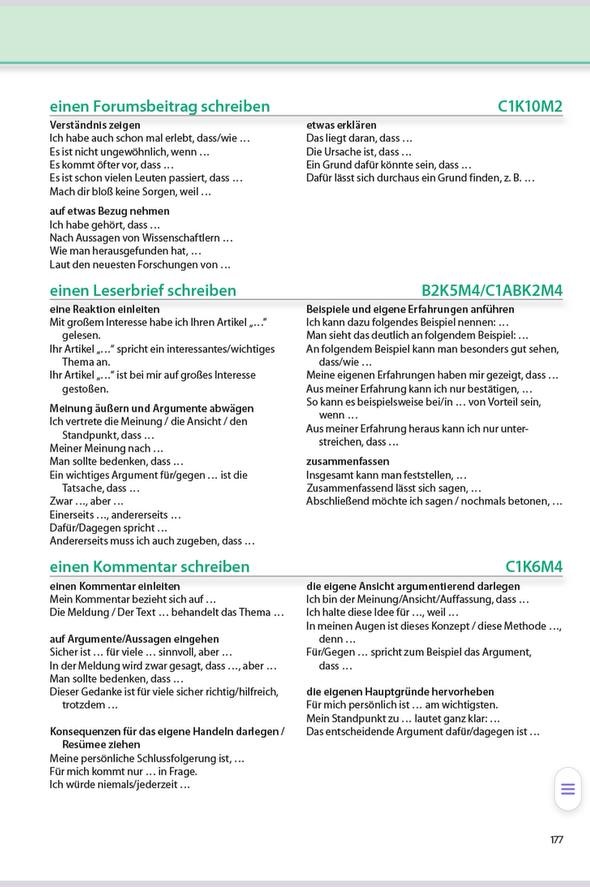 einen Forumsbeitrag schreiben C1K10M2
Verständnis zeigen
Ich habe auch schon mal erlebt, dass/wie …
Es ist nicht ungewöhnlich, wenn …
Es kommt öfter vor, dass …
Es ist schon vielen Leuten passiert, dass …
Mach dir bloß keine Sorgen, weil …
auf etwas Bezug nehmen
Ich habe gehört, dass …
Nach Aussagen von Wissenschaftlern …
Wie man herausgefunden hat, …
Laut den neuesten Forschungen von …
etwas erklären
Das liegt daran, dass …
Die Ursache ist, dass …
Ein Grund dafür könnte sein, dass …
Dafür lässt sich durchaus ein Grund finden, z. B. …
einen Leserbrief schreiben B2K5M4/C1ABK2M4
eine Reaktion einleiten
Mit großem Interesse habe ich Ihren Artikel „…“
gelesen.
Ihr Artikel „…“ spricht ein interessantes/wichtiges
Thema an.
Ihr Artikel „…“ ist bei mir auf großes Interesse
gestoßen.
Meinung äußern und Argumente abwägen
Ich vertrete die Meinung / die Ansicht / den
Standpunkt, dass …
Meiner Meinung nach …
Man sollte bedenken, dass …
Ein wichtiges Argument für/gegen … ist die
Tatsache, dass …
Zwar …, aber …
Einerseits …, andererseits …
Dafür/Dagegen spricht …
Andererseits muss ich auch zugeben, dass …
Beispiele und eigene Erfahrungen anführen
Ich kann dazu folgendes Beispiel nennen: …
Man sieht das deutlich an folgendem Beispiel: …
An folgendem Beispiel kann man besonders gut sehen,
dass/wie …
Meine eigenen Erfahrungen haben mir gezeigt, dass …
Aus meiner Erfahrung kann ich nur bestätigen, …
So kann es beispielsweise bei/in … von Vorteil sein,
wenn …
Aus meiner Erfahrung heraus kann ich nur unter-
streichen, dass …
zusammenfassen
Insgesamt kann man feststellen, …
Zusammenfassend lässt sich sagen, …
Abschließend möchte ich sagen / nochmals betonen, …
einen Kommentar schreiben C1K6M4
einen Kommentar einleiten
Mein Kommentar bezieht sich auf …
Die Meldung / Der Text … behandelt das Thema …
auf Argumente/Aussagen eingehen
Sicher ist … für viele … sinnvoll, aber …
In der Meldung wird zwar gesagt, dass …, aber …
Man sollte bedenken, dass …
Dieser Gedanke ist für viele sicher richtig/hilfreich,
trotzdem …
Konsequenzen für das eigene Handeln darlegen /
Resümee ziehen
Meine persönliche Schlussfolgerung ist, …
Für mich kommt nur … in Frage.
Ich würde niemals/jederzeit …
die eigene Ansicht argumentierend darlegen
Ich bin der Meinung/Ansicht/Auffassung, dass …
Ich halte diese Idee für …, weil …
In meinen Augen ist dieses Konzept / diese Methode …,
denn …
Für/Gegen … spricht zum Beispiel das Argument,
dass …
die eigenen Hauptgründe hervorheben
Für mich persönlich ist … am wichtigsten.
Mein Standpunkt zu … lautet ganz klar: …
Das entscheidende Argument dafür/dagegen ist …
177